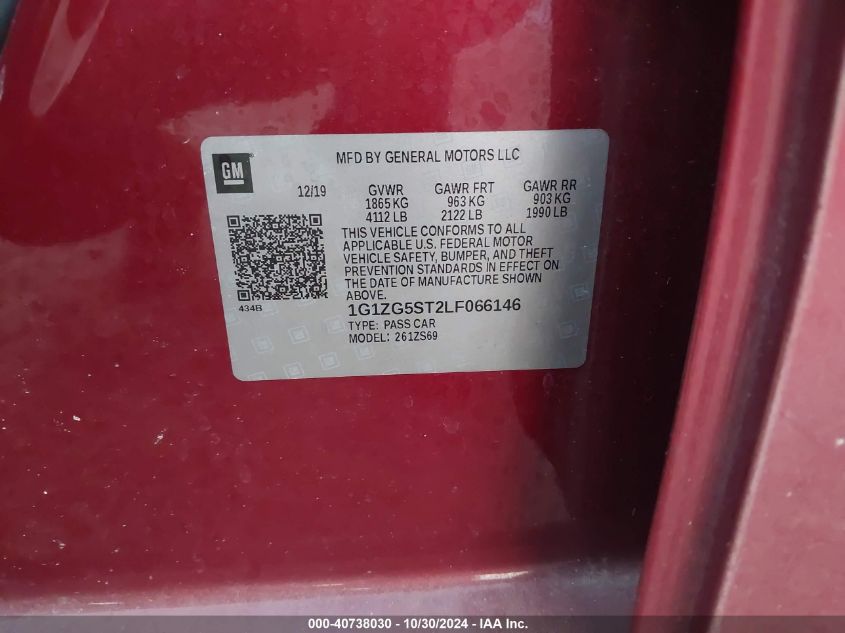 GM
MFD BY GENERAL MOTORS LLC
12/19
GVWR GAWR FRT GAWR RR
1865 KG 963 KG 903 KG
4112 LB 2122 LB 1990 LB
THIS VEHICLE CONFORMS TO ALL
APPLICABLE U.S. FEDERAL MOTOR
VEHICLE SAFETY, BUMPER, AND THEFT
PREVENTION STANDARDS IN EFFECT ON
THE DATE OF MANUFACTURE SHOWN
ABOVE.
434B
1G1ZG5ST2LF066146
TYPE: PASS CAR
MODEL: 261ZS69
000-40738030 - 10/30/2024 - IAA Inc.